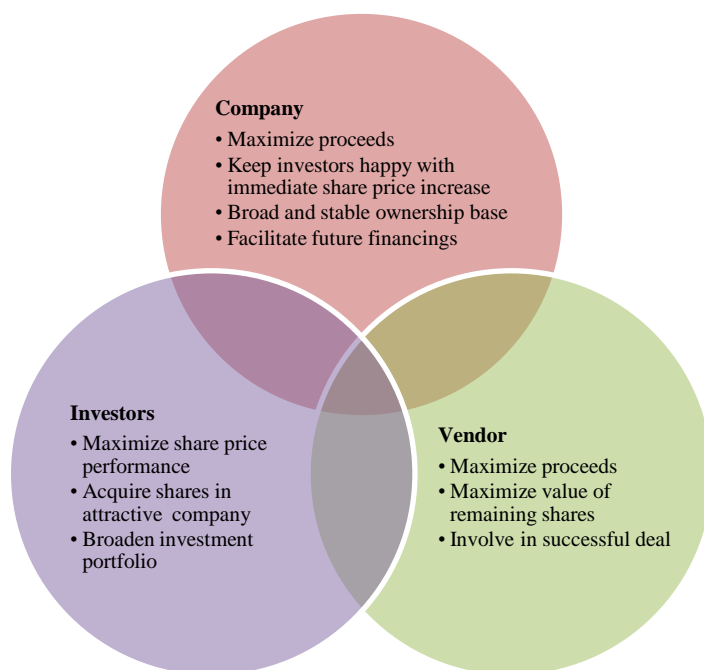 Company
• Maximize proceeds
• Keep investors happy with
immediate share price increase
• Broad and stable ownership base
• Facilitate future financings
Investors
• Maximize share price
performance
• Acquire shares in
attractive company
• Broaden investment
portfolio
Vendor
• Maximize proceeds
• Maximize value of
remaining shares
• Involve in successful deal